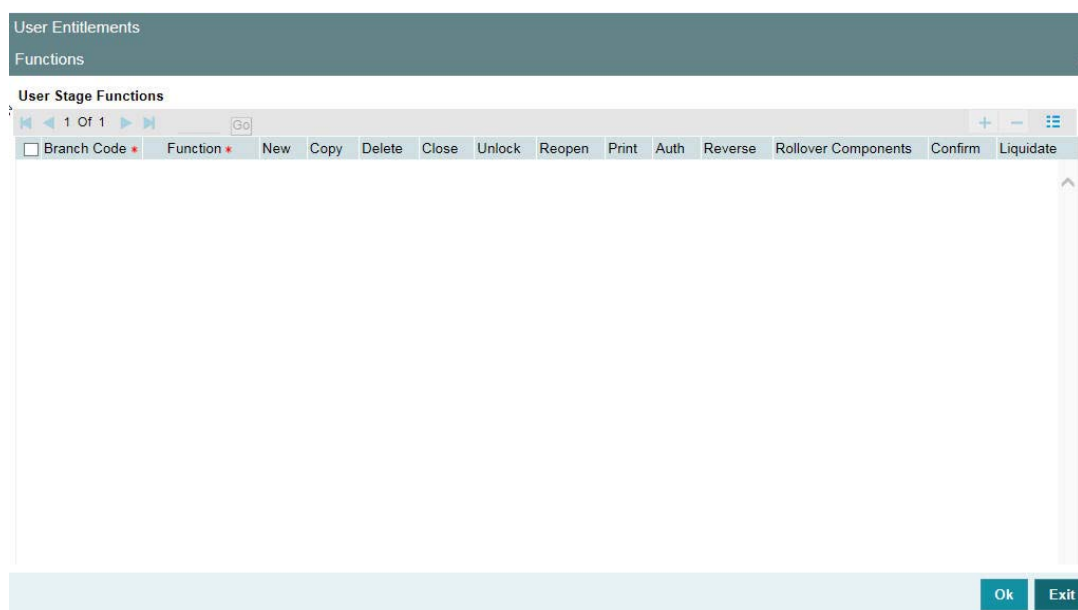 User Entitlements
Functions
User Stage Functions
1 Of 1 Go
Branch Code * Function * New Copy Delete Close Unlock Reopen Print Auth Reverse Rollover Components Confirm Liquidate
Ok Exit